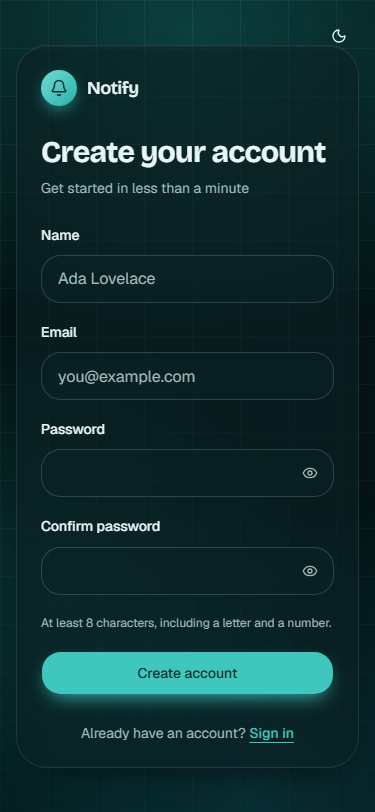 Notify
Create your account
Get started in less than a minute
Name
Ada Lovelace
Email
you@example.com
Password
Confirm password
At least 8 characters, including a letter and a number.
Create account
Already have an account? Sign in